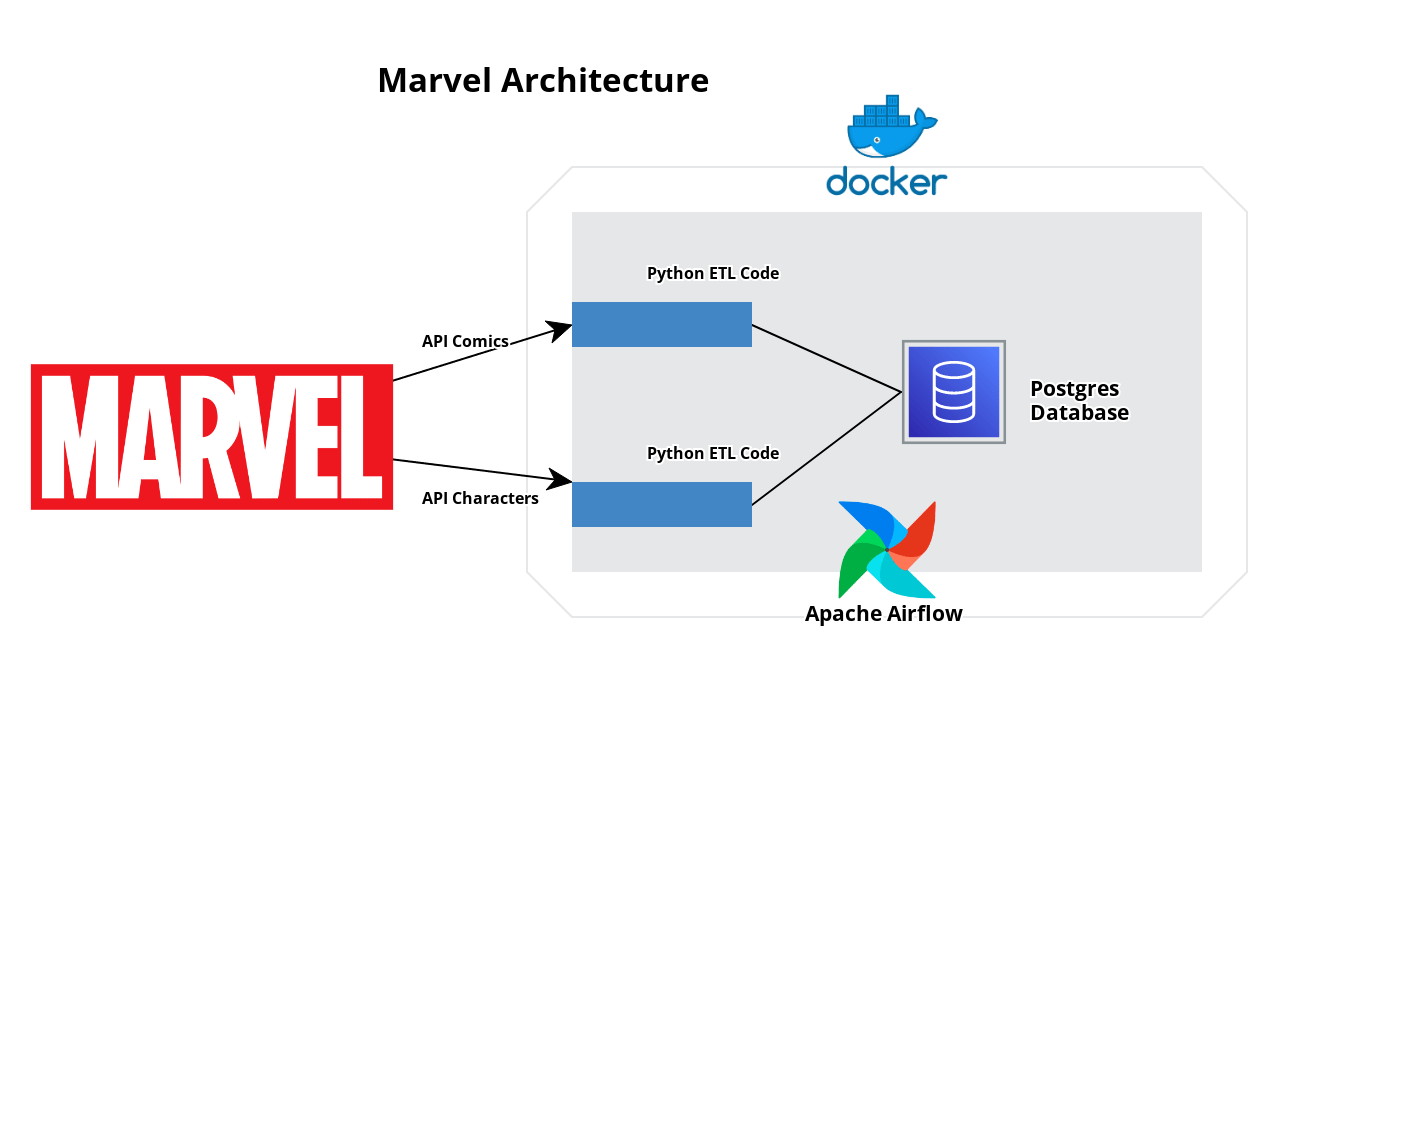 Marvel Architecture
docker
Python ETL Code
API Comics
MARVEL
Postgres
Database
Python ETL Code
API Characters
Apache Airflow